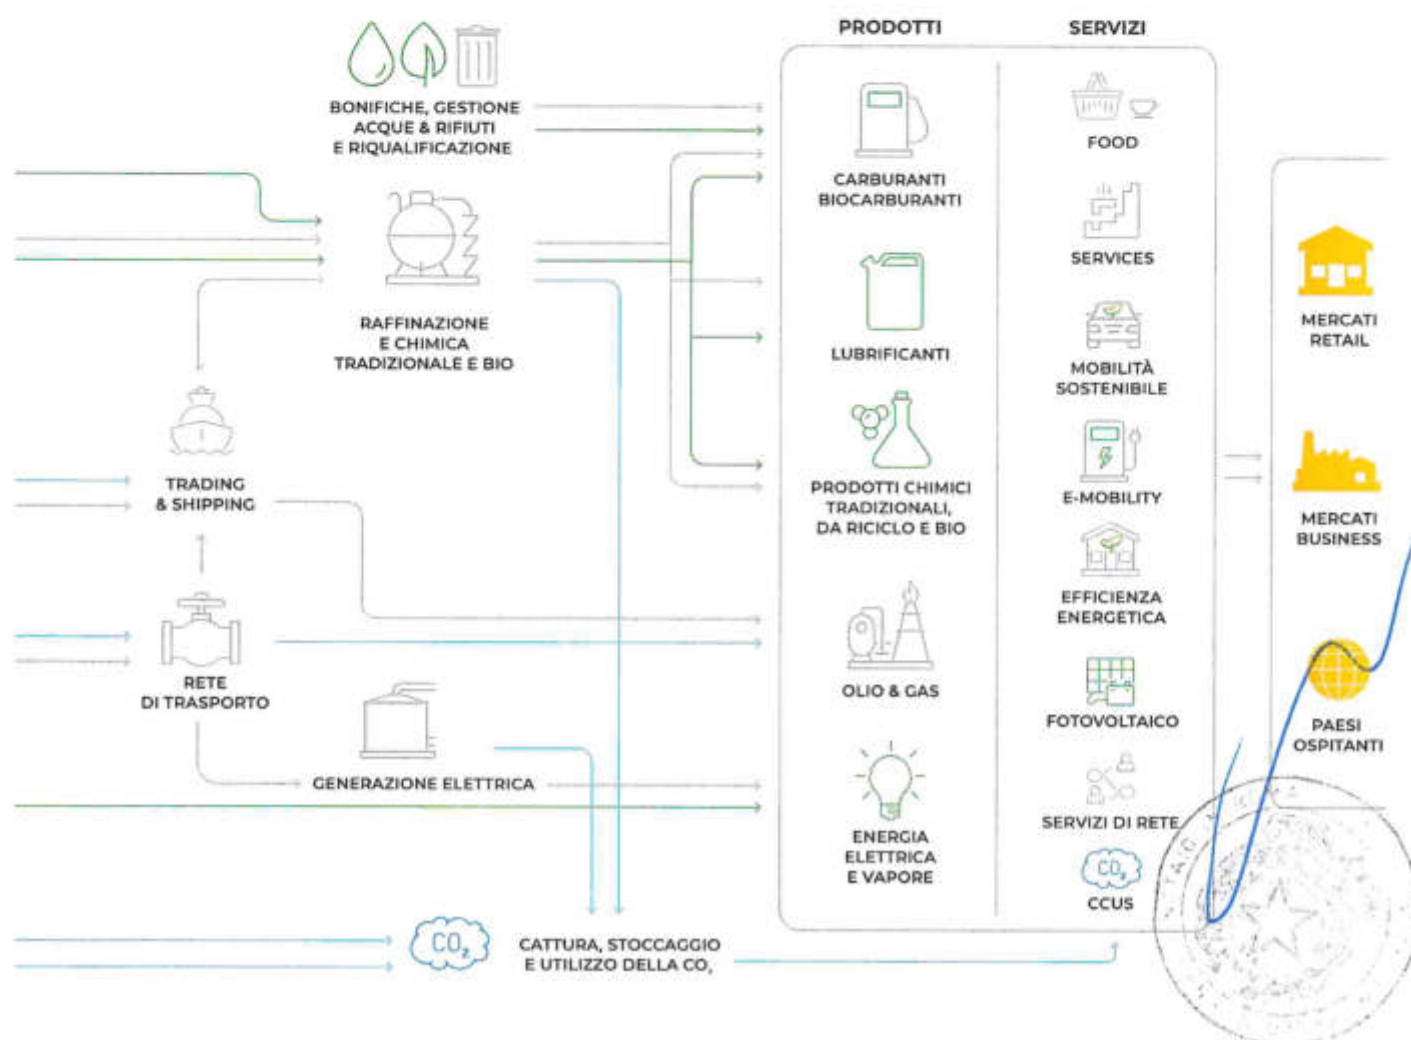 BONIFICHE, GESTIONE
ACQUE & RIFIUTI
E RIQUALIFICAZIONE
RAFFINAZIONE
E CHIMICA
TRADIZIONALE E BIO
TRADING
& SHIPPING
RETE
DI TRASPORTO
GENERAZIONE ELETTRICA
CO₂
CATTURA, STOCCAGGIO
E UTILIZZO DELLA CO₂
PRODOTTI
CARBURANTI
BIOCARBURANTI
LUBRIFICANTI
PRODOTTI CHIMICI
TRADIZIONALI,
DA RICICLO E BIO
OLIO & GAS
ENERGIA
ELETTRICA
E VAPORE
SERVIZI
FOOD
SERVICES
MOBILITÀ
SOSTENIBILE
E-MOBILITY
EFFICIENZA
ENERGETICA
FOTOVOLTAICO
SERVIZI DI RETE
CO₂
CCUS
MERCATI
RETAIL
MERCATI
BUSINESS
PAESI
OSPITANTI